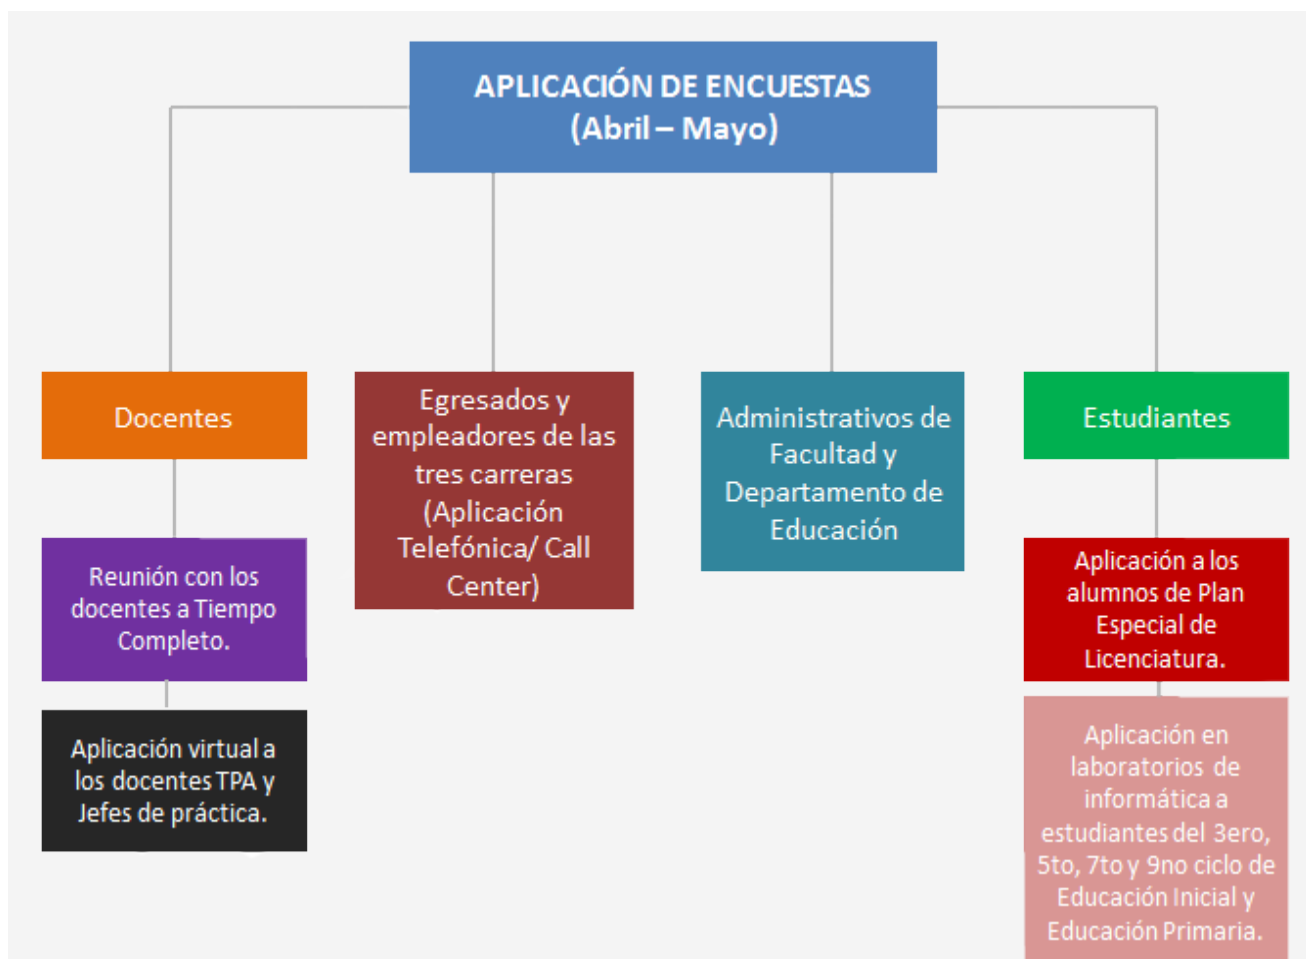 APLICACIÓN DE ENCUESTAS
(Abril – Mayo)
Docentes
Reunión con los
docentes a Tiempo
Completo.
Aplicación virtual a
los docentes TPA y
Jefes de práctica.
Egresados y
empleadores de las
tres carreras
(Aplicación
Telefónica/ Call
Center)
Administrativos de
Facultad y
Departamento de
Educación
Estudiantes
Aplicación a los
alumnos de Plan
Especial de
Licenciatura.
Aplicación en
laboratorios de
informática a
estudiantes del 3ero,
5to, 7to y 9no ciclo de
Educación Inicial y
Educación Primaria.